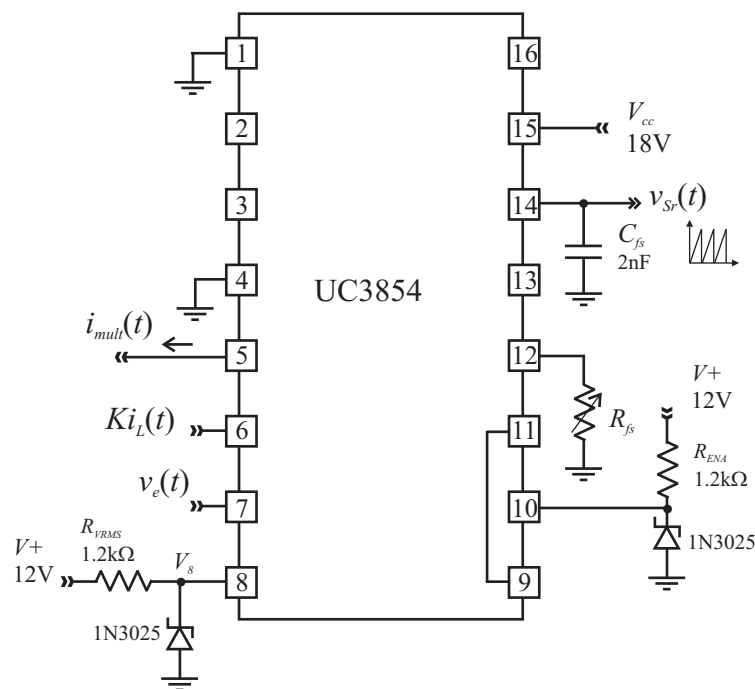 1
16
2
15
V_cc
18V
3
14
v_Sr(t)
C_fs
2nF
4
13
UC3854
i_mult(t)
5
12
R_fs
V+
12V
Ki_L(t)
6
11
R_ENA
1.2kΩ
v_e(t)
7
10
1N3025
V+
12V
R_VRMS
1.2kΩ
V_8
8
9
1N3025